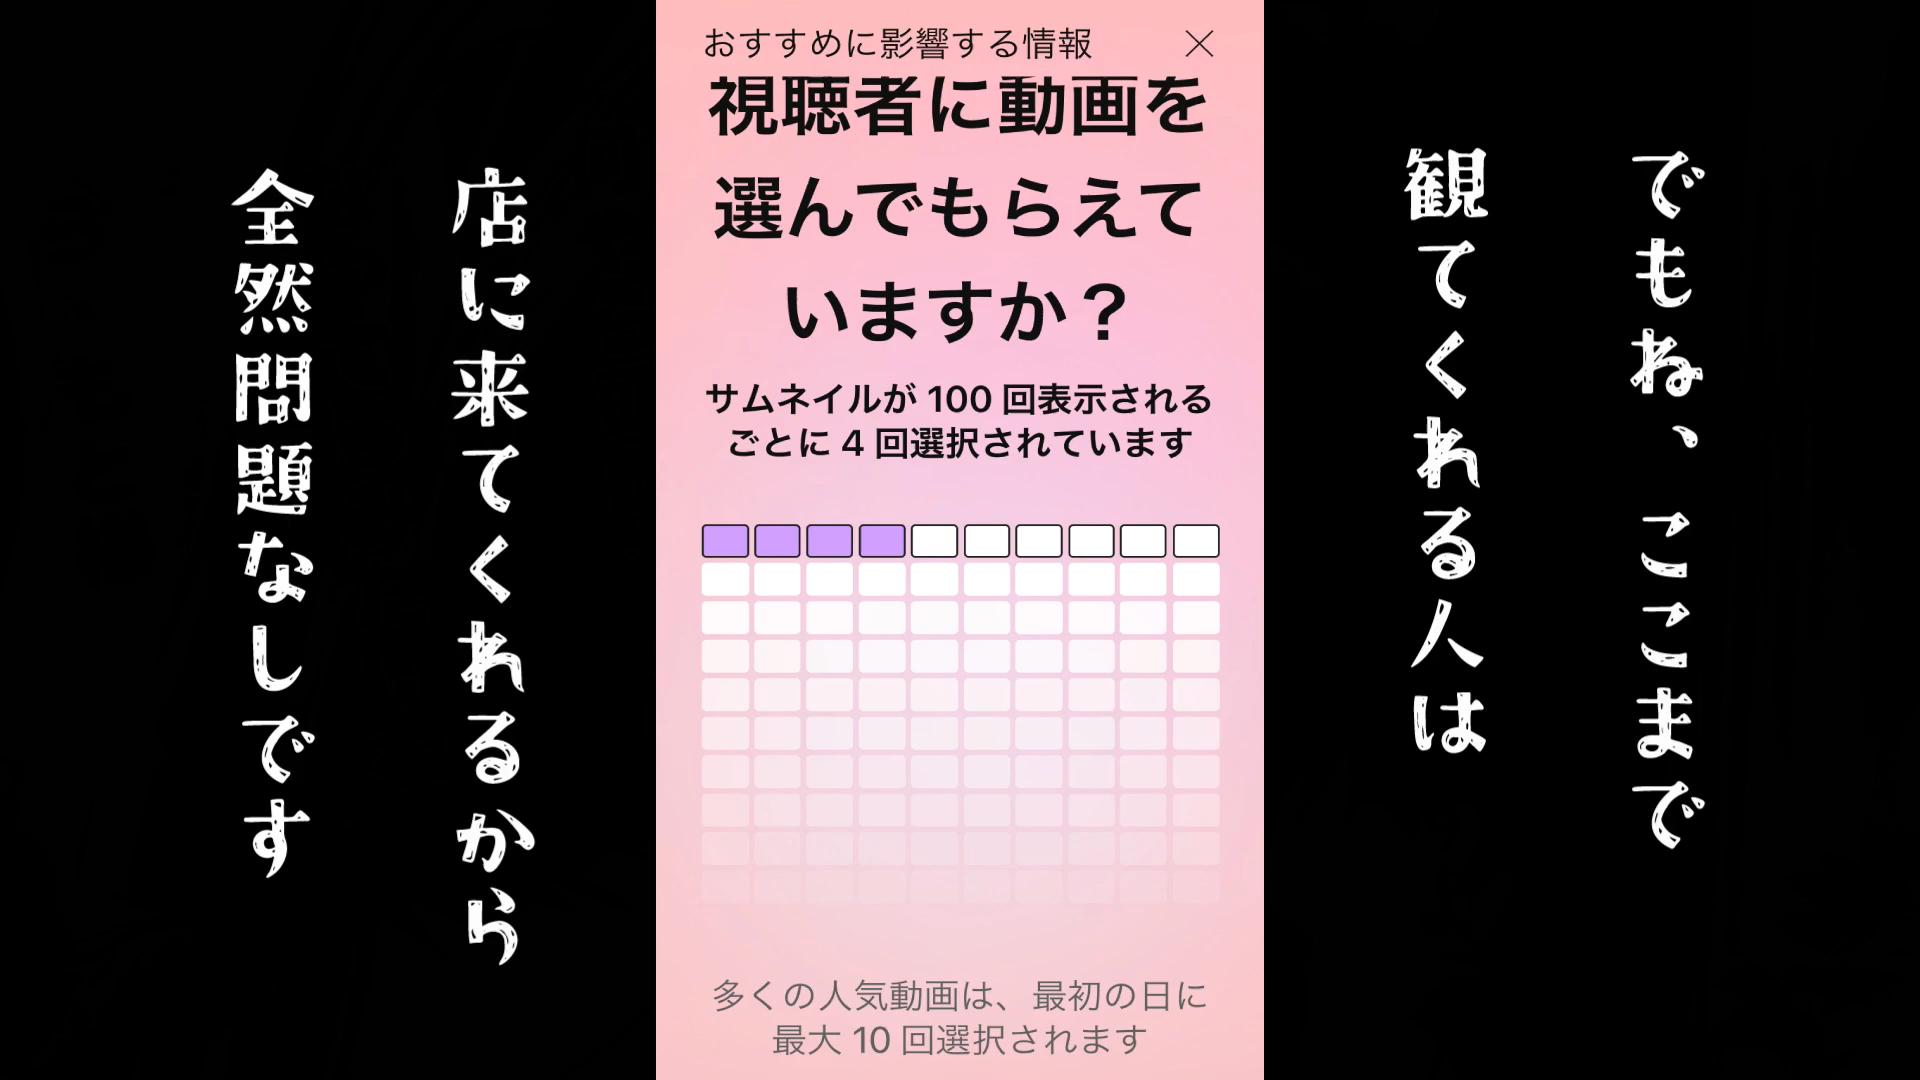 でもね、ここまで
観てくれる人は
おすすめに影響する情報
視聴者に動画を
選んでもらえて
いますか？
サムネイルが 100 回表示される
ごとに 4 回選択されています
多くの人気動画は、最初の日に
最大 10 回選択されます
店に来てくれるから
全然問題なしです